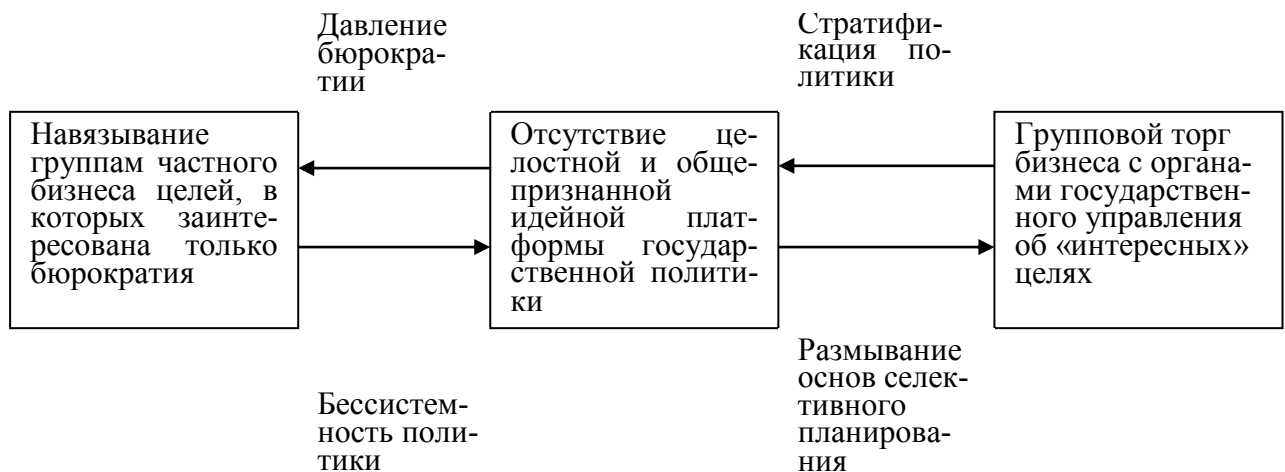 Давление
бюрокра-
тии
Стратифи-
кация по-
литики
Навязывание
группам частного
бизнеса целей, в
которых заинте-
ресована только
бюрократия
Отсутствие це-
лостной и обще-
признанной
идейной плат-
формы государ-
ственной полити-
ки
Групповой торг
бизнеса с органа-
ми государствен-
ного управления
об «интересных»
целях
Бессистем-
ность поли-
тики
Размывание
основ селек-
тивного
планирова-
ния